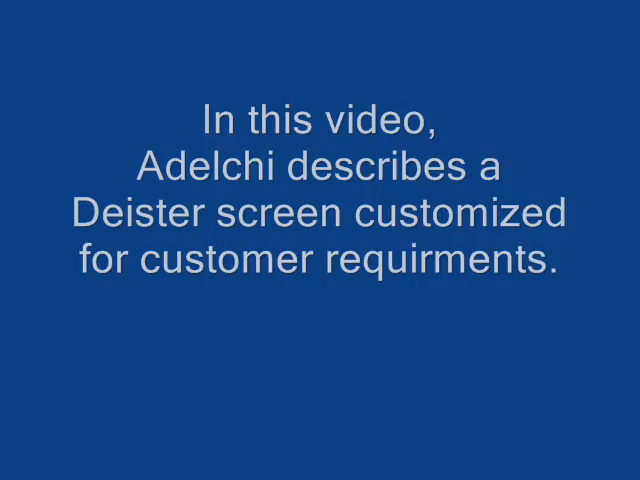 In this video,
Adelchi describes a
Deister screen customized
for customer requirments.